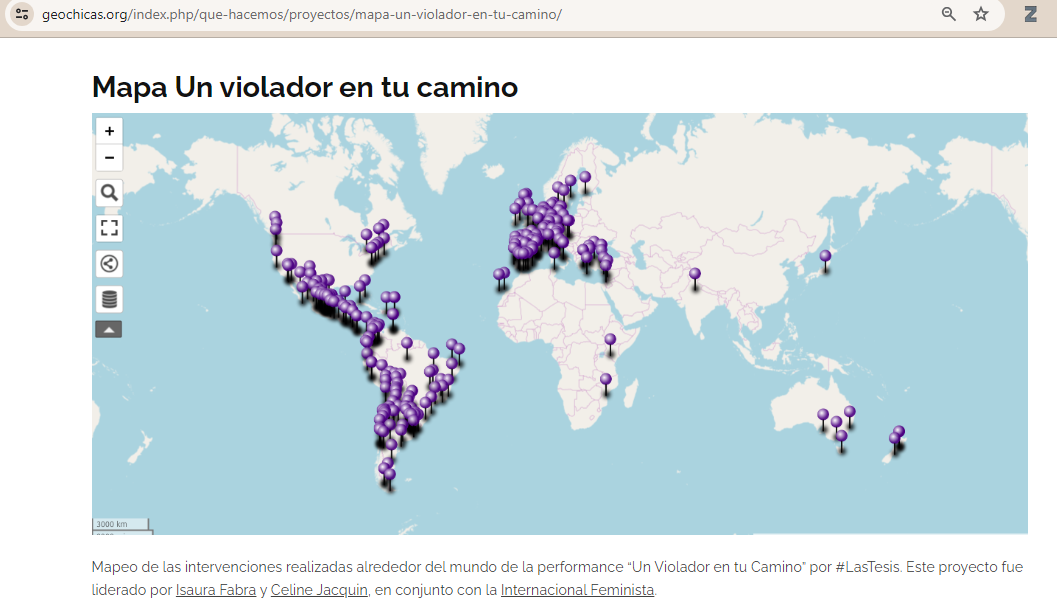 geochicas.org/index.php/que-hacemos/proyectos/mapa-un-violador-en-tu-camino/
Mapa Un violador en tu camino
+
−
3000 km
Mapeo de las intervenciones realizadas alrededor del mundo de la performance “Un Violador en tu Camino” por #LasTesis. Este proyecto fue
liderado por Isaura Fabra y Celine Jacquin, en conjunto con la Internacional Feminista.